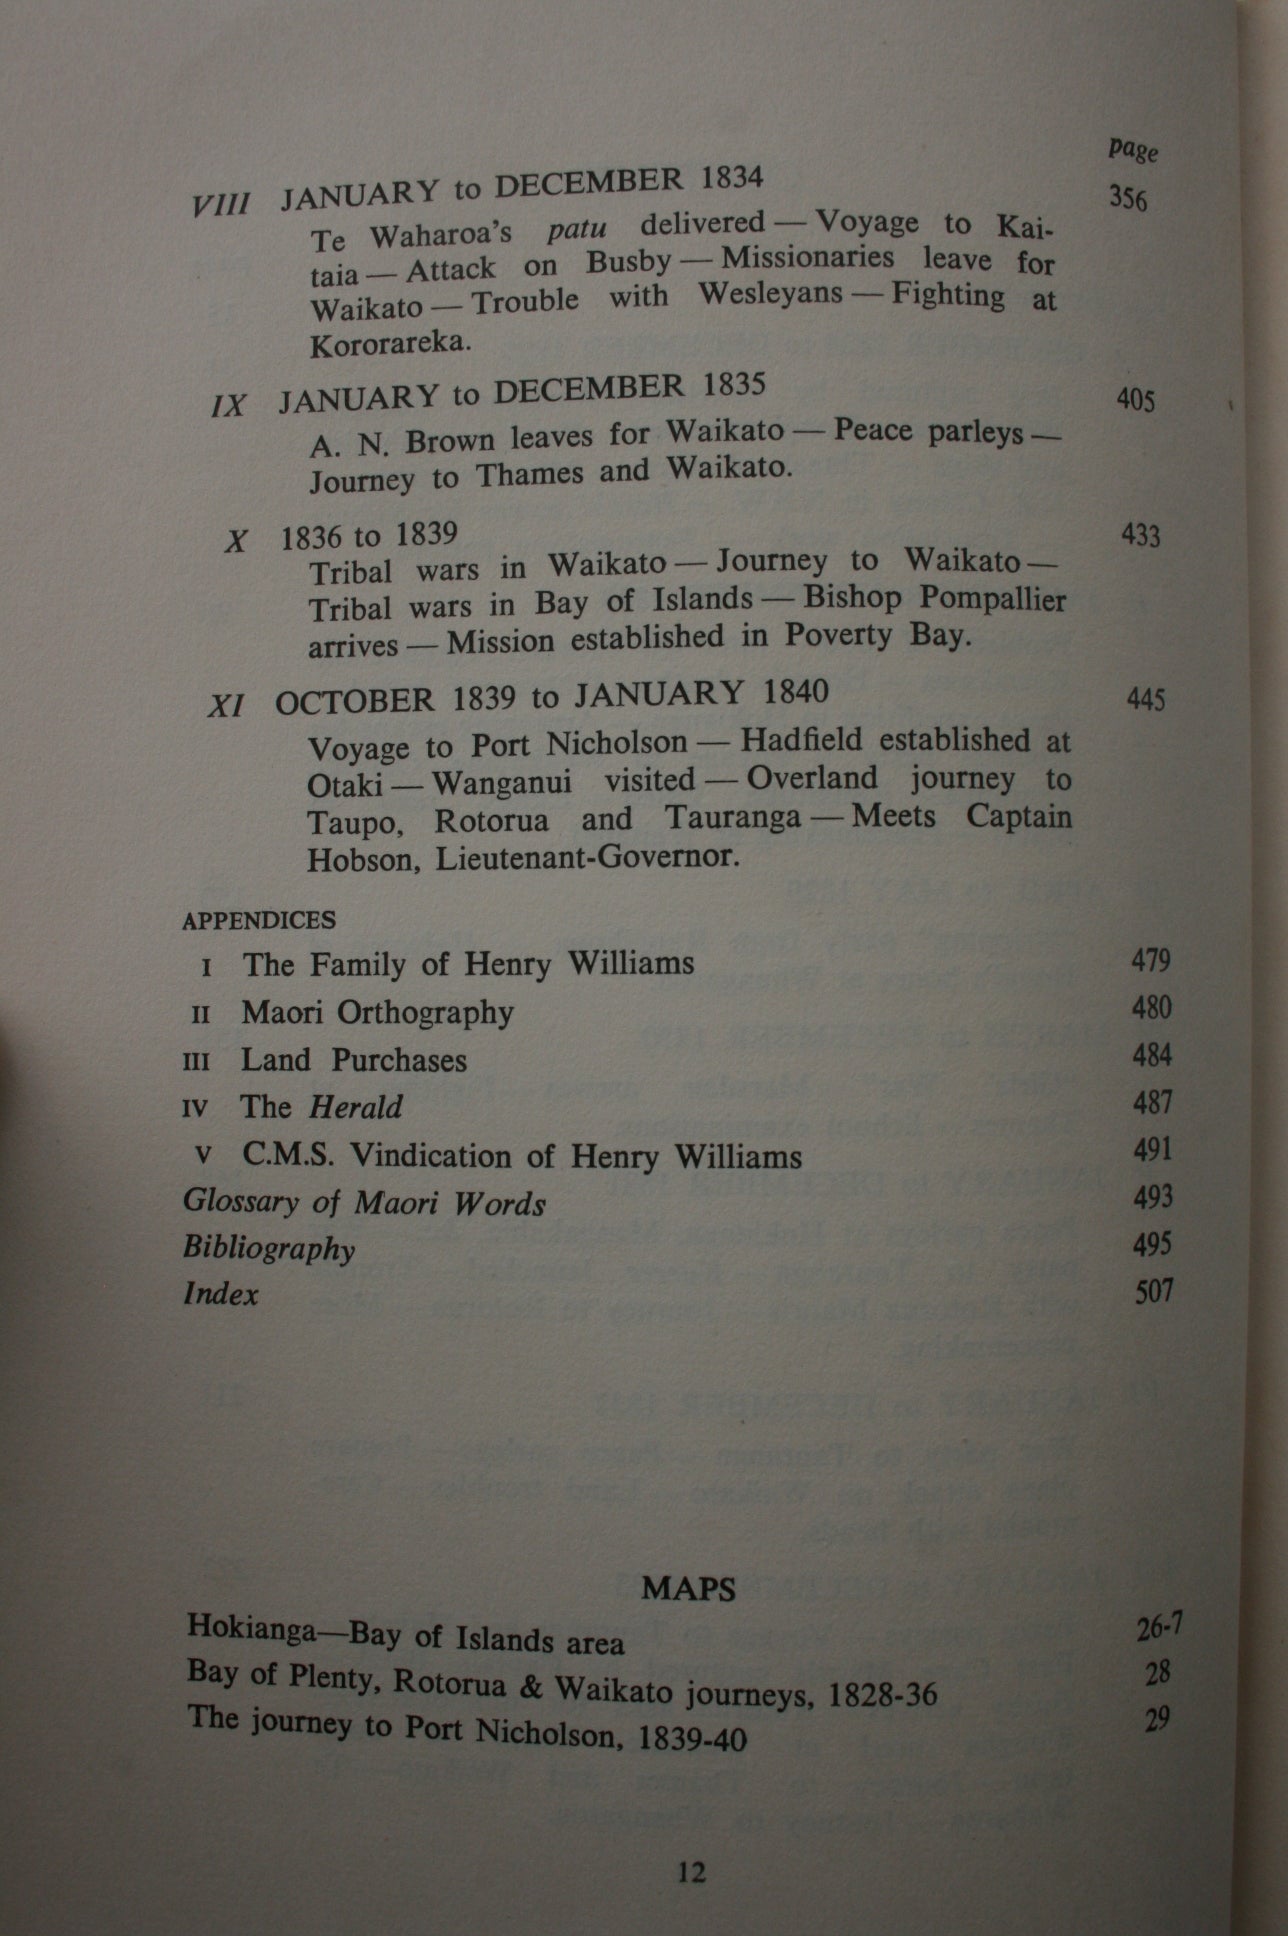 page
VIII JANUARY to DECEMBER 1834 356
Te Waharoa's patu delivered — Voyage to Kai-
taia — Attack on Busby — Missionaries leave for
Waikato — Trouble with Wesleyans — Fighting at
Kororareka.
IX JANUARY to DECEMBER 1835 405
A. N. Brown leaves for Waikato — Peace parleys —
Journey to Thames and Waikato.
X 1836 to 1839 433
Tribal wars in Waikato — Journey to Waikato —
Tribal wars in Bay of Islands — Bishop Pompallier
arrives — Mission established in Poverty Bay.
XI OCTOBER 1839 to JANUARY 1840 445
Voyage to Port Nicholson — Hadfield established at
Otaki — Wanganui visited — Overland journey to
Taupo, Rotorua and Tauranga — Meets Captain
Hobson, Lieutenant-Governor.
APPENDICES
I The Family of Henry Williams 479
II Maori Orthography 480
III Land Purchases 484
IV The Herald 487
V C.M.S. Vindication of Henry Williams 491
Glossary of Maori Words 493
Bibliography 495
Index 507
MAPS
Hokianga—Bay of Islands area 26-7
Bay of Plenty, Rotorua & Waikato journeys, 1828-36 28
The journey to Port Nicholson, 1839-40 29
12